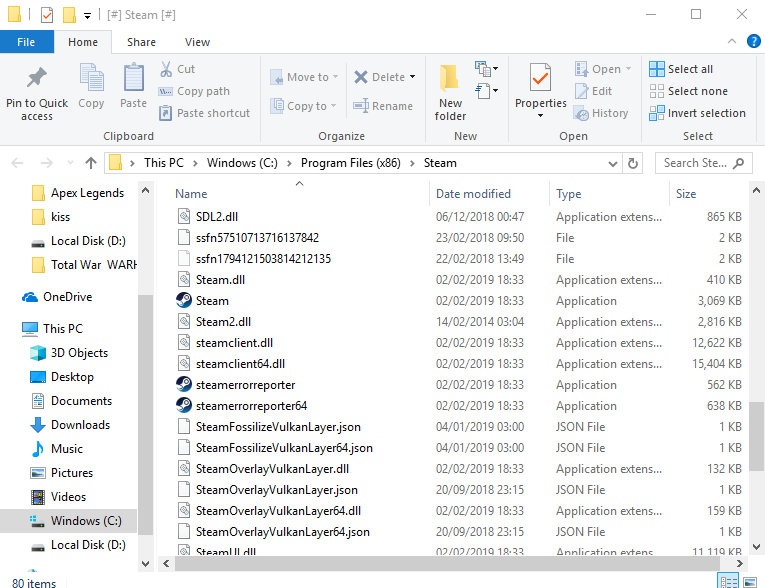 [#] Steam [#]
File Home Share View
Pin to Quick access
Copy
Paste
Cut
Copy path
Paste shortcut
Clipboard
Move to
Copy to
Delete
Rename
Organize
New folder
New
Properties
Open
Edit
History
Open
Select all
Select none
Invert selection
Select
This PC > Windows (C:) > Program Files (x86) > Steam
Search Ste...
Apex Legends
kiss
Local Disk (D:)
Total War WARH
OneDrive
This PC
3D Objects
Desktop
Documents
Downloads
Music
Pictures
Videos
Windows (C:)
Local Disk (D:)
Name Date modified Type Size
SDL2.dll 06/12/2018 00:47 Application extens... 865 KB
ssfn57510713716137842 23/02/2018 09:50 File 2 KB
ssfn1794121503814212135 22/02/2018 13:49 File 2 KB
Steam.dll 02/02/2019 18:33 Application extens... 410 KB
Steam 02/02/2019 18:33 Application 3,069 KB
Steam2.dll 14/02/2014 03:04 Application extens... 2,816 KB
steamclient.dll 02/02/2019 18:33 Application extens... 12,622 KB
steamclient64.dll 02/02/2019 18:33 Application extens... 15,404 KB
steamerrorreporter 02/02/2019 18:33 Application 562 KB
steamerrorreporter64 02/02/2019 18:33 Application 638 KB
SteamFossilizeVulkanLayer.json 04/01/2019 03:00 JSON File 1 KB
SteamFossilizeVulkanLayer64.json 04/01/2019 03:00 JSON File 1 KB
SteamOverlayVulkanLayer.dll 02/02/2019 18:33 Application extens... 132 KB
SteamOverlayVulkanLayer.json 20/09/2018 23:15 JSON File 1 KB
SteamOverlayVulkanLayer64.dll 02/02/2019 18:33 Application extens... 159 KB
SteamOverlayVulkanLayer64.json 20/09/2018 23:15 JSON File 1 KB
SteamUI.dll 02/02/2019 18:33 Application extens... 11,119 KB
80 items